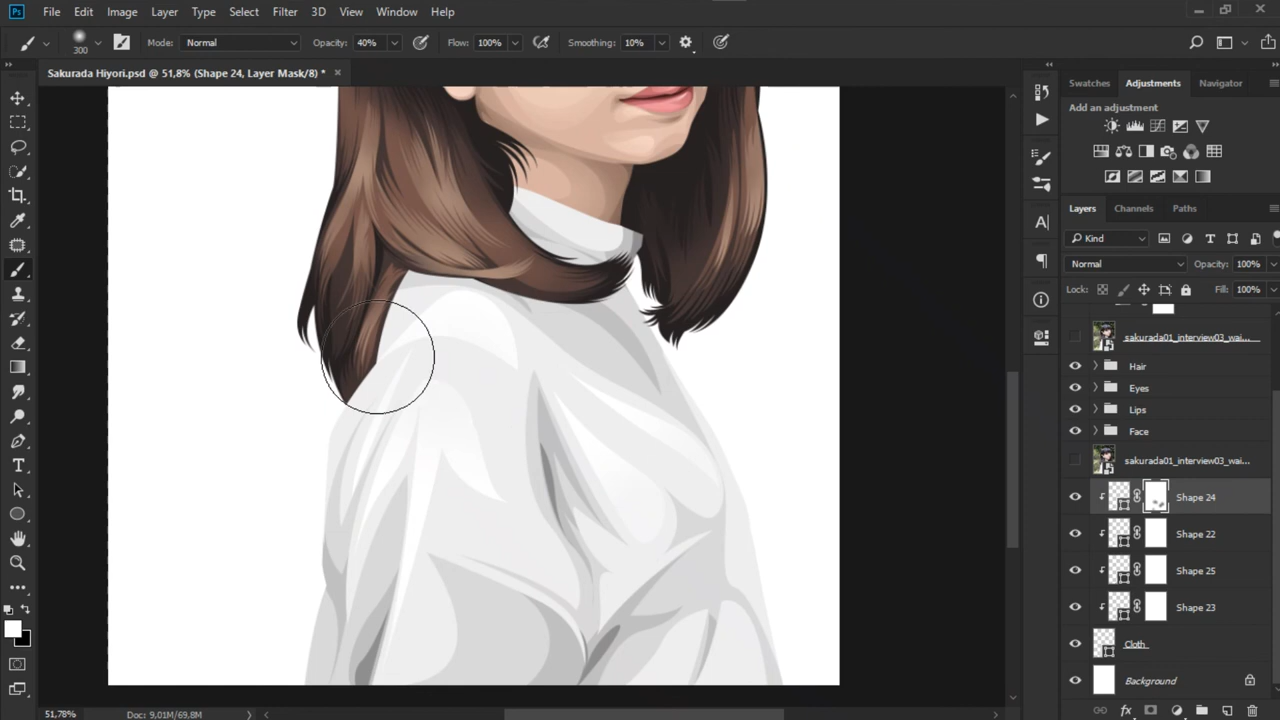 Ps File Edit Image Layer Type Select Filter 3D View Window Help
300 Mode: Normal Opacity: 40% Flow: 100% Smoothing: 10%
Sakurada Hiyori.psd @ 51,8% (Shape 24, Layer Mask/8) * ×
Swatches Adjustments Navigator
Add an adjustment
Layers Channels Paths
Kind
Normal Opacity: 100%
Lock: Fill: 100%
sakurada01_interview03_wai...
Hair
Eyes
Lips
Face
sakurada01_interview03_wai...
Shape 24
Shape 22
Shape 25
Shape 23
Cloth
Background
51,78% Doc: 9,01M/69,8M